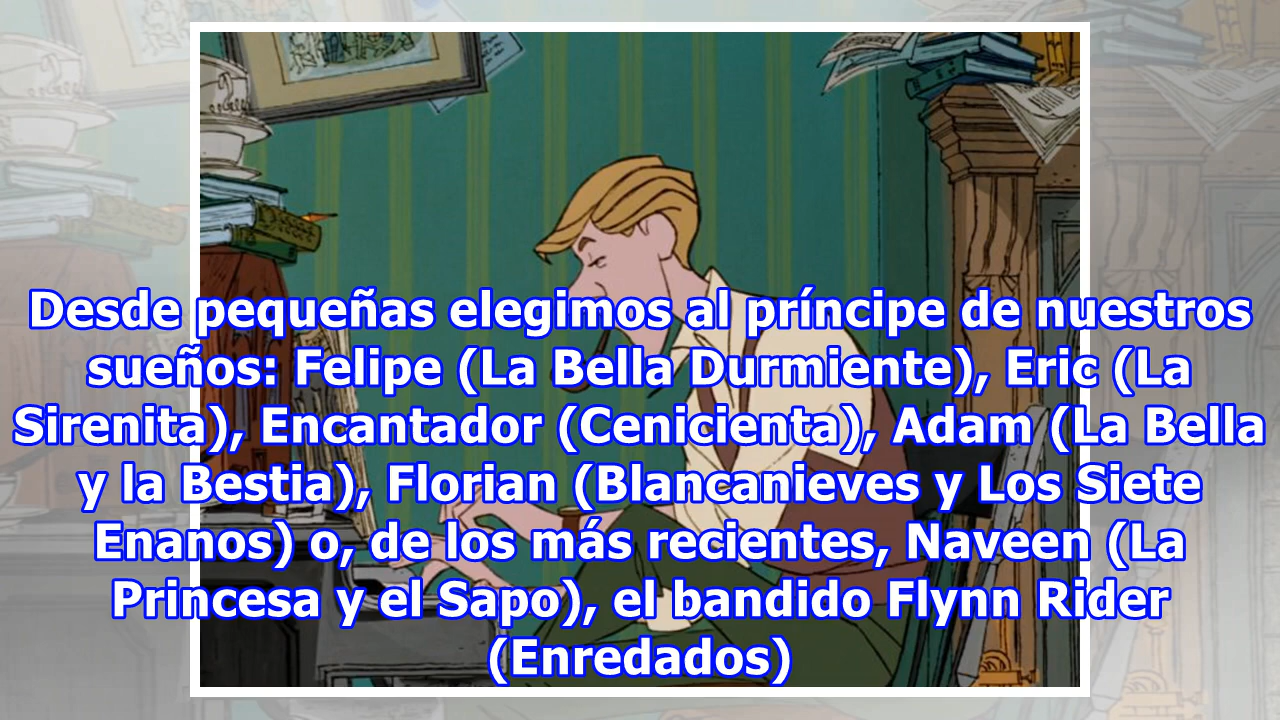 Desde pequeñas elegimos al príncipe de nuestros
sueños: Felipe (La Bella Durmiente), Eric (La
Sirenita), Encantador (Cenicienta), Adam (La Bella
y la Bestia), Florian (Blancanieves y Los Siete
Enanos) o, de los más recientes, Naveen (La
Princesa y el Sapo), el bandido Flynn Rider
(Enredados)